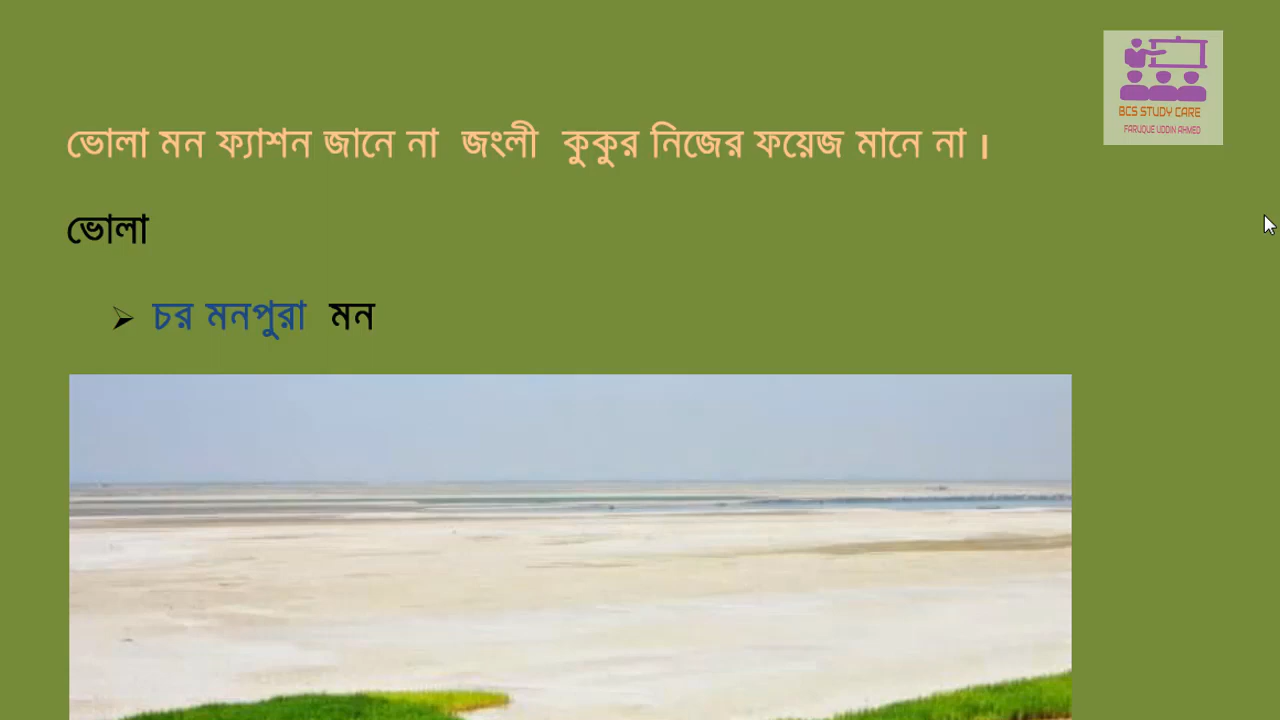 BCS STUDY CARE
FARUQUE UDDIN AHMED
ভোলা মন ফ্যাশন জানে না জংলী কুকুর নিজের ফয়েজ মানে না ।
ভোলা
➢ চর মনপুরা মন